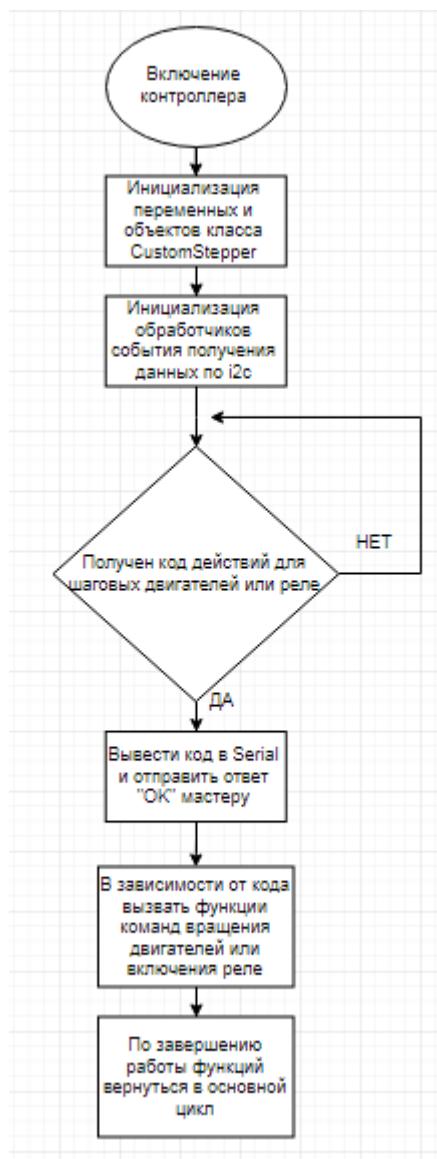 Включение
контроллера
Инициализация
переменных и
объектов класса
CustomStepper
Инициализация
обработчиков
события получения
данных по i2c
НЕТ
Получен код действий для
шаговых двигателей или реле
ДА
Вывести код в Serial
и отправить ответ
"OK" мастеру
В зависимости от кода
вызвать функции
команд вращения
двигателей или
включения реле
По завершению
работы функций
вернуться в основной
цикл